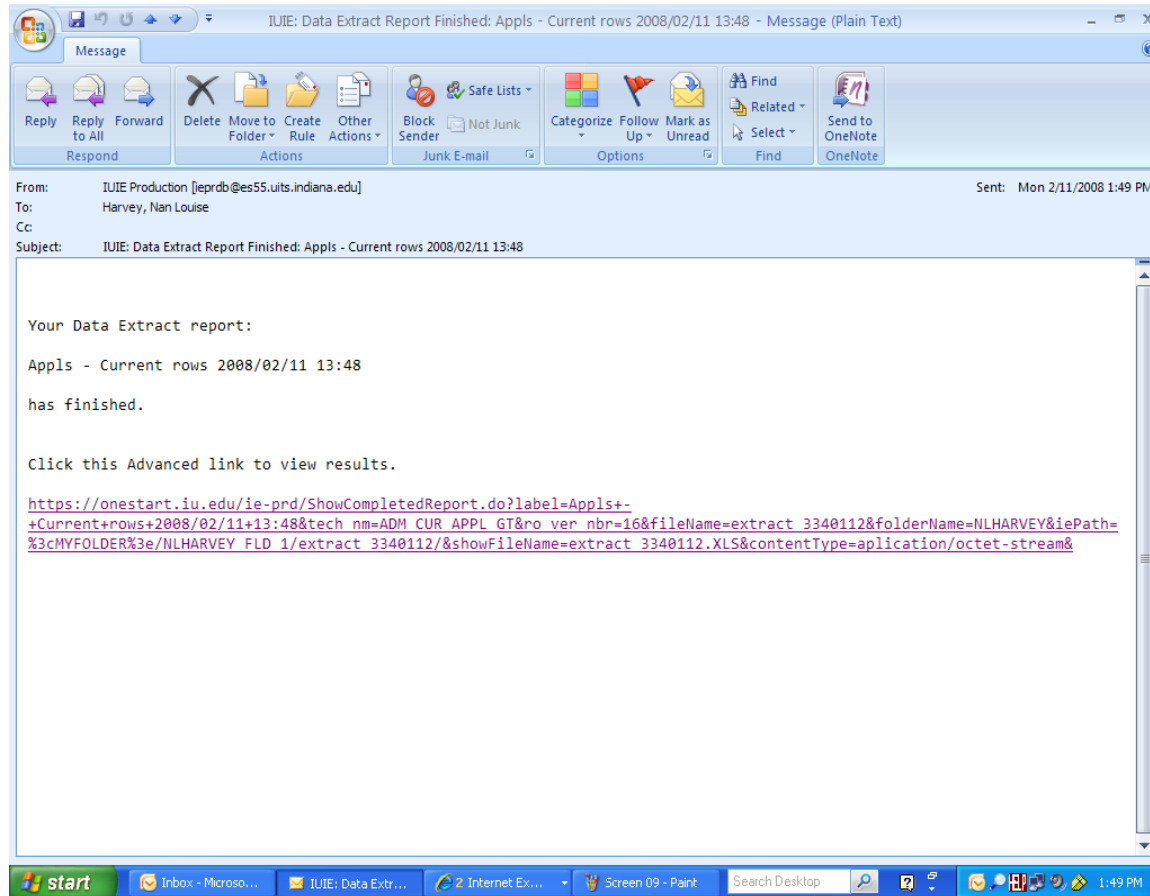 IUIE: Data Extract Report Finished: Appls - Current rows 2008/02/11 13:48 - Message (Plain Text)
Message
Reply
Reply to All
Forward
Respond
Delete
Move to Folder
Create Rule
Other Actions
Actions
Block Sender
Safe Lists
Not Junk
Junk E-mail
Categorize
Follow Up
Mark as Unread
Options
Find
Related
Select
Find
Send to OneNote
OneNote
From: IUIE Production [ieprdb@es55.uits.indiana.edu] Sent: Mon 2/11/2008 1:49 PM
To: Harvey, Nan Louise
Cc:
Subject: IUIE: Data Extract Report Finished: Appls - Current rows 2008/02/11 13:48
Your Data Extract report:
Appls - Current rows 2008/02/11 13:48
has finished.
Click this Advanced link to view results.
https://onestart.iu.edu/ie-prd/ShowCompletedReport.do?label=Appls+-
+Current+rows+2008/02/11+13:48&tech_nm=ADM_CUR_APPL_GT&ro_ver_nbr=16&fileName=extract_3340112&folderName=NLHARVEY&iePath=
%3cMYFOLDER%3e/NLHARVEY_FLD_1/extract_3340112/&showFileName=extract_3340112.XLS&contentType=aplication/octet-stream&
start
Inbox - Microso...
IUIE: Data Extr...
2 Internet Ex...
Screen 09 - Paint
Search Desktop
1:49 PM